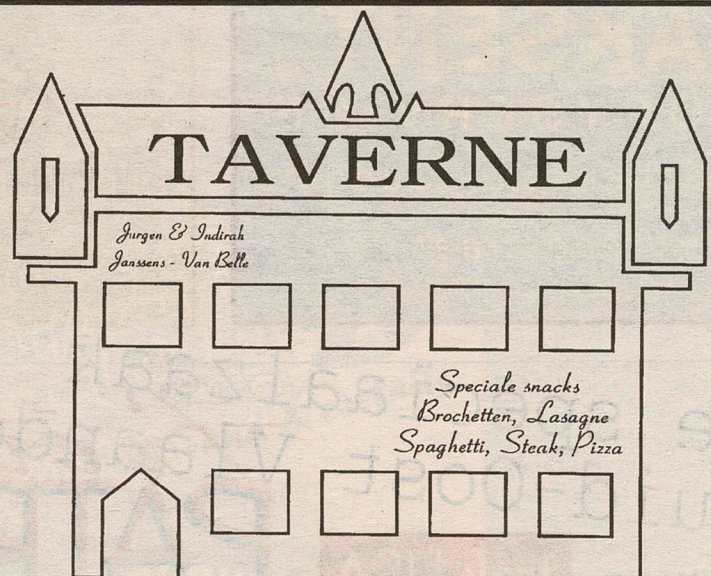 TAVERNE
Jurgen & Indirah
Janssens - Van Belle
Speciale snacks
Brochetten, Lasagne
Spaghetti, Steak, Pizza